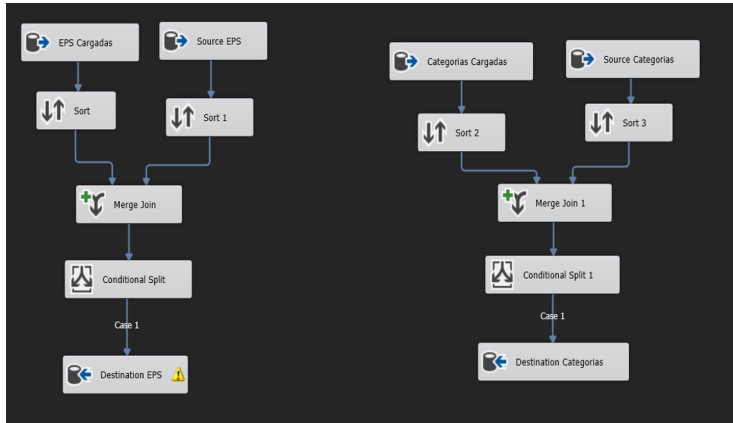 EPS Cargadas
Source EPS
Sort
Sort 1
Merge Join
Conditional Split
Case 1
Destination EPS
Categorias Cargadas
Source Categorias
Sort 2
Sort 3
Merge Join 1
Conditional Split 1
Case 1
Destination Categorias